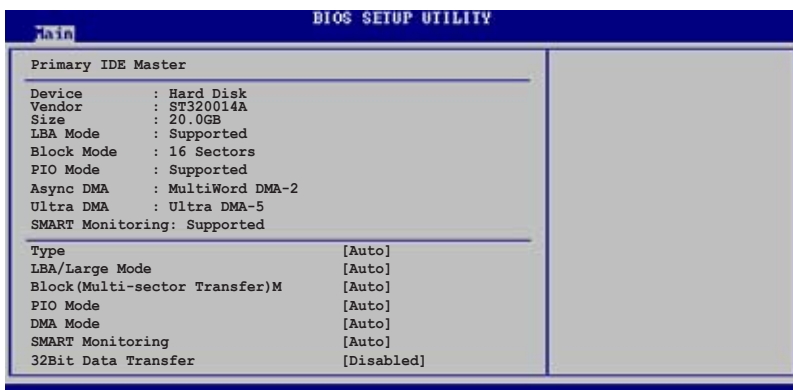 BIOS SETUP UTILITY
Main
Primary IDE Master
Device : Hard Disk
Vendor : ST320014A
Size : 20.0GB
LBA Mode : Supported
Block Mode : 16 Sectors
PIO Mode : Supported
Async DMA : MultiWord DMA-2
Ultra DMA : Ultra DMA-5
SMART Monitoring: Supported
Type [Auto]
LBA/Large Mode [Auto]
Block(Multi-sector Transfer)M [Auto]
PIO Mode [Auto]
DMA Mode [Auto]
SMART Monitoring [Auto]
32Bit Data Transfer [Disabled]